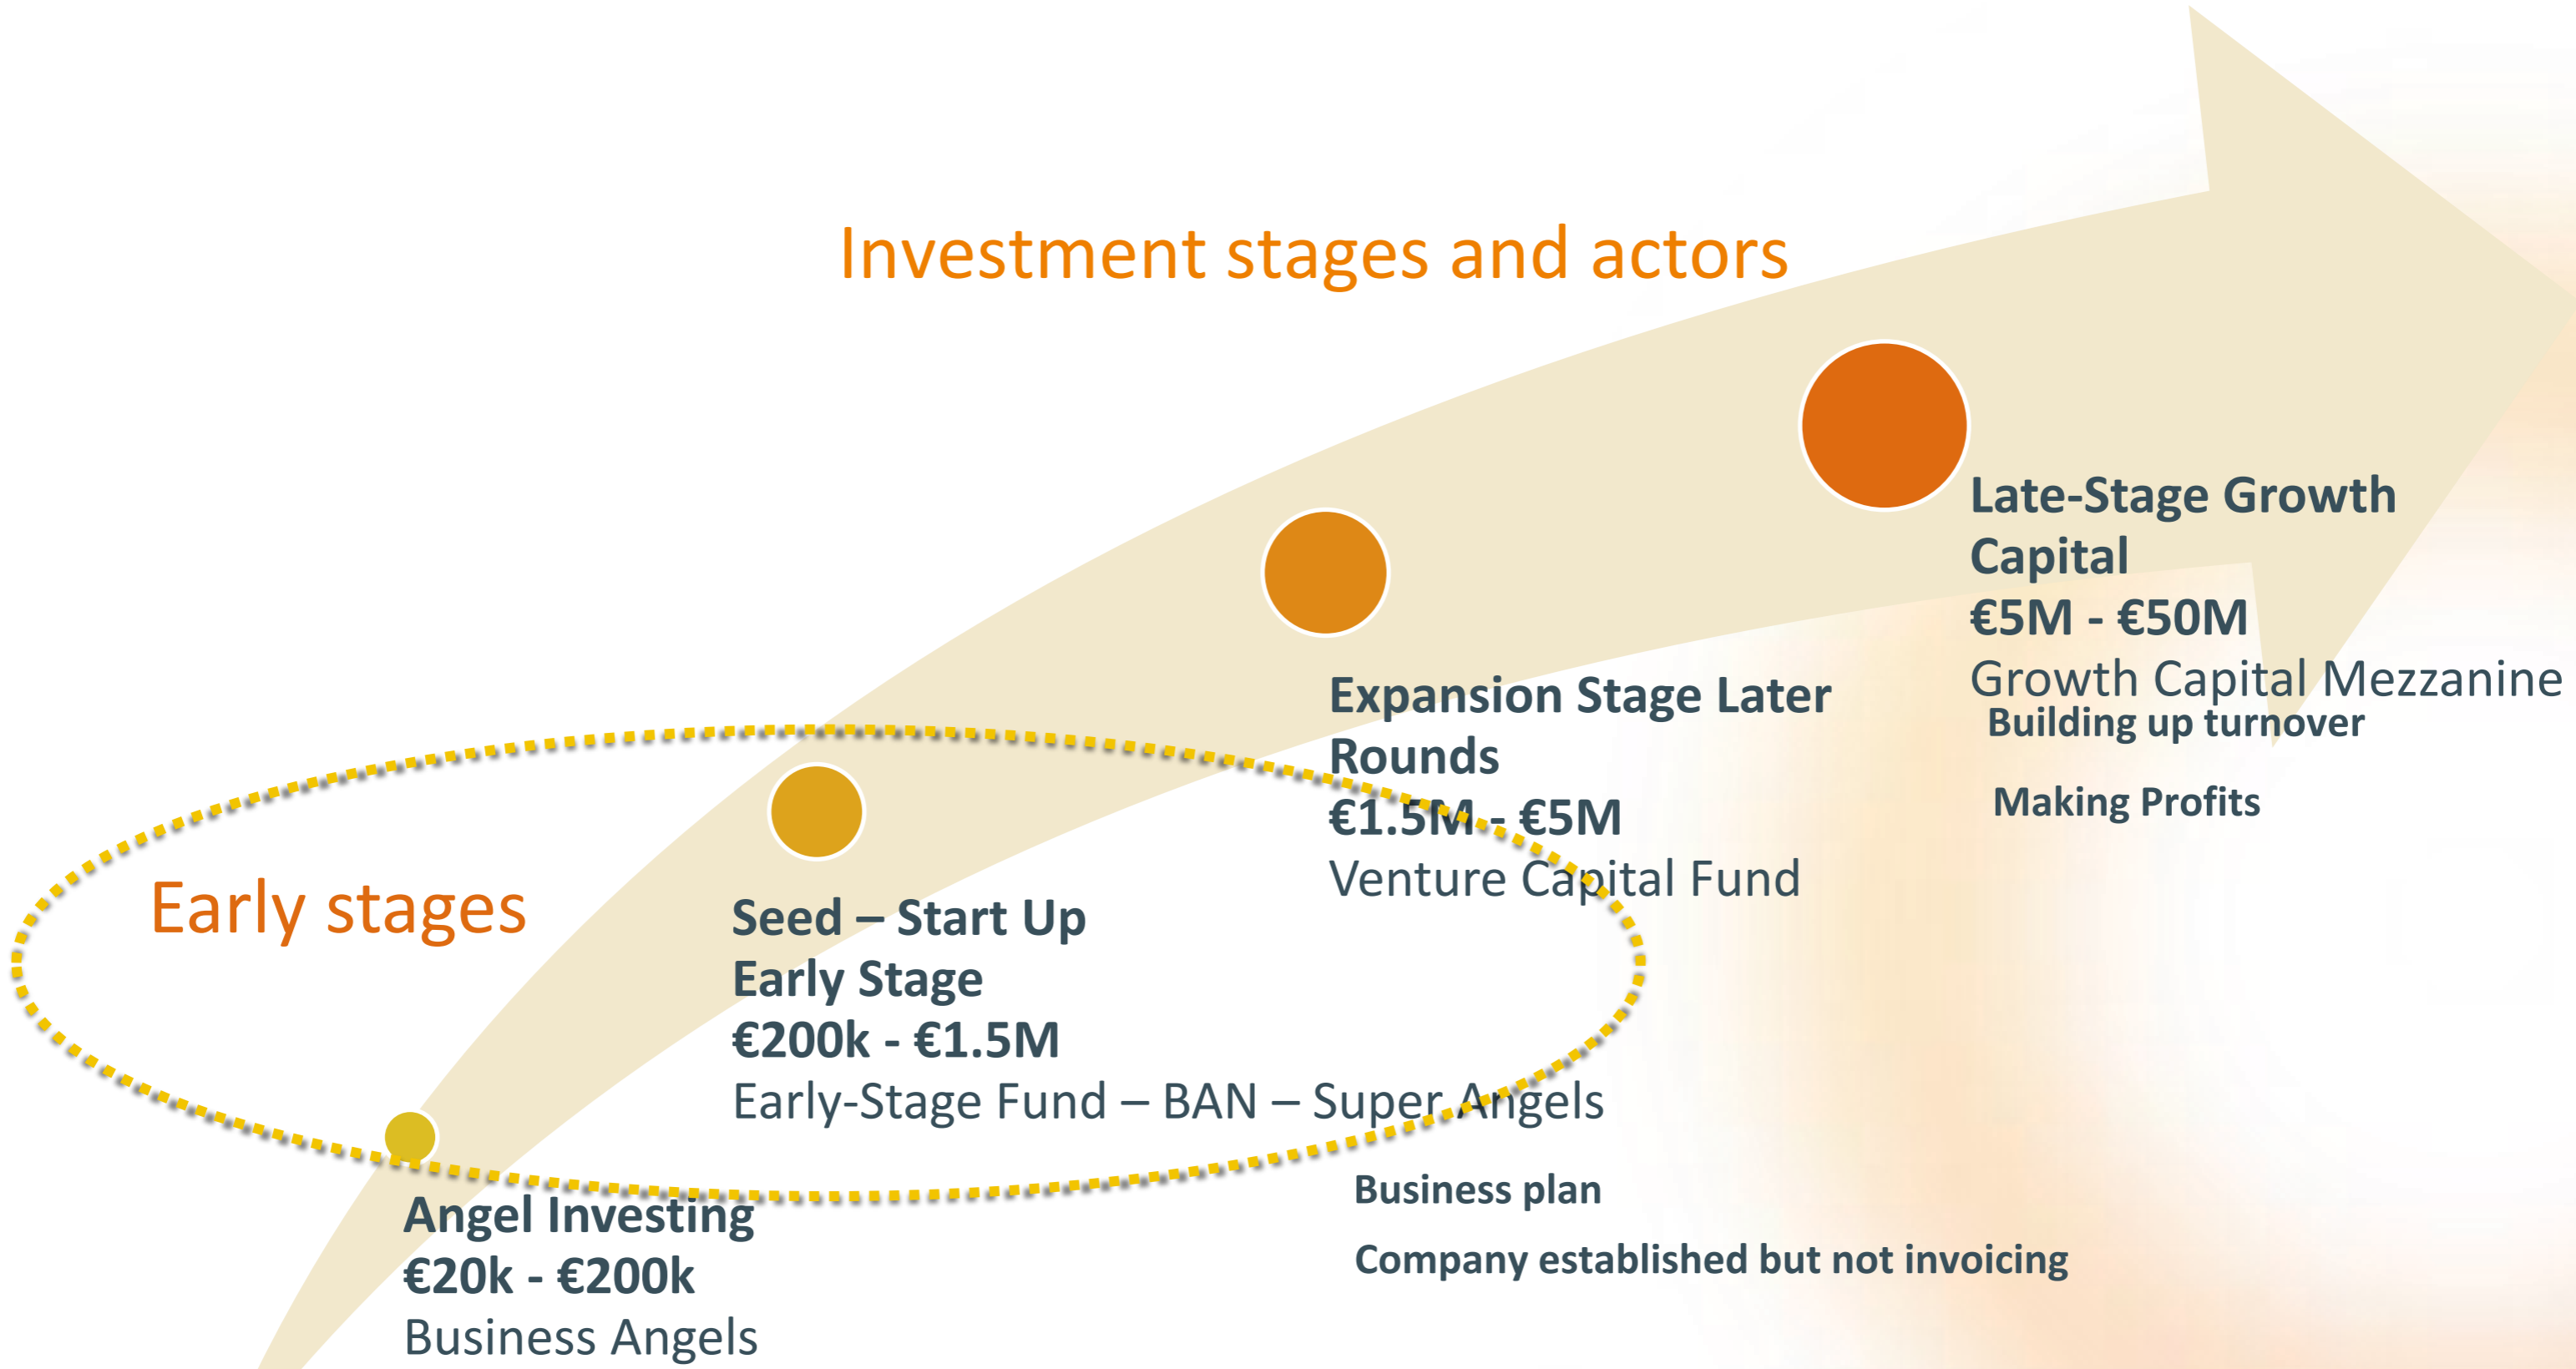 Investment stages and actors
Late-Stage Growth
Capital
€5M - €50M
Growth Capital Mezzanine
Building up turnover
Making Profits
Expansion Stage Later
Rounds
€1.5M - €5M
Venture Capital Fund
Early stages
Seed – Start Up
Early Stage
€200k - €1.5M
Early-Stage Fund – BAN – Super Angels
Business plan
Company established but not invoicing
Angel Investing
€20k - €200k
Business Angels